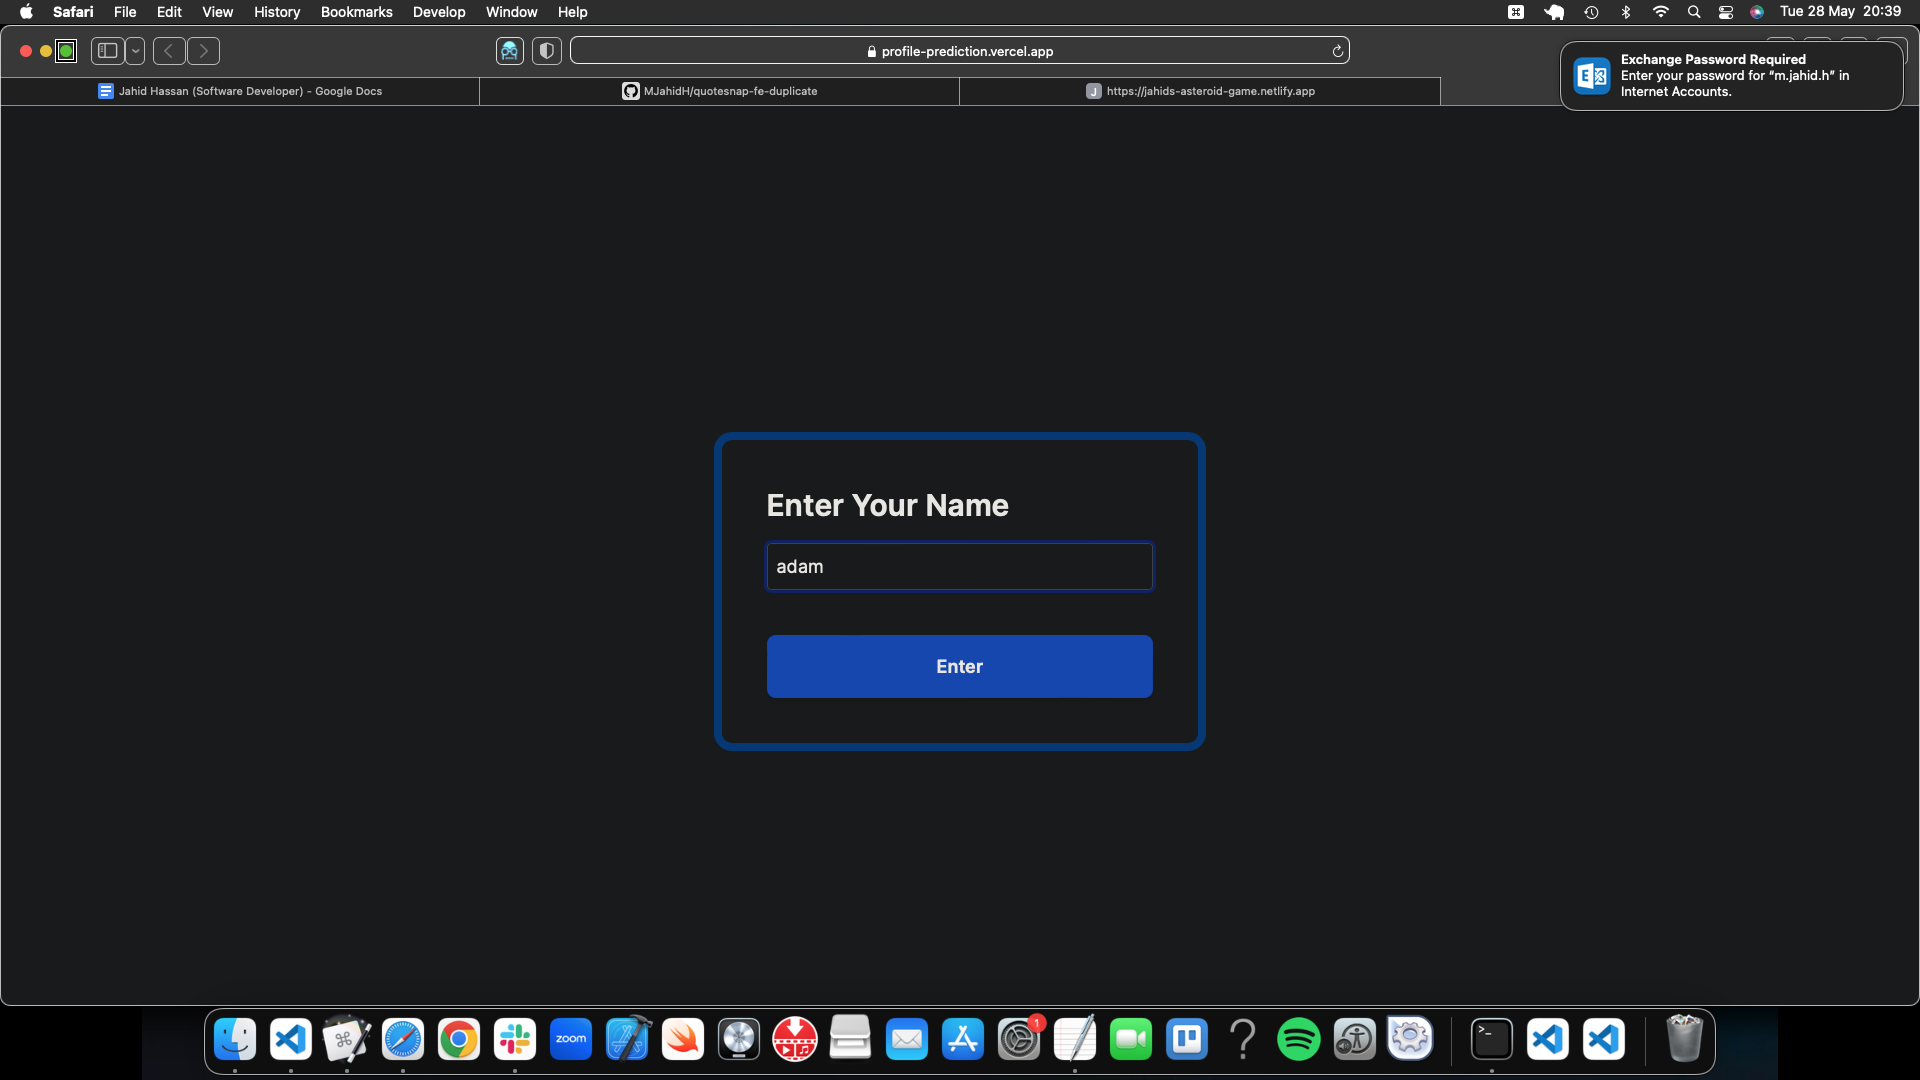 Safari File Edit View History Bookmarks Develop Window Help
Tue 28 May 20:39
profile-prediction.vercel.app
Exchange Password Required
Enter your password for “m.jahid.h” in
Internet Accounts.
Jahid Hassan (Software Developer) – Google Docs
MJahidH/quotesnap-fe-duplicate
J https://jahids-asteroid-game.netlify.app
Enter Your Name
adam
Enter
zoom
1